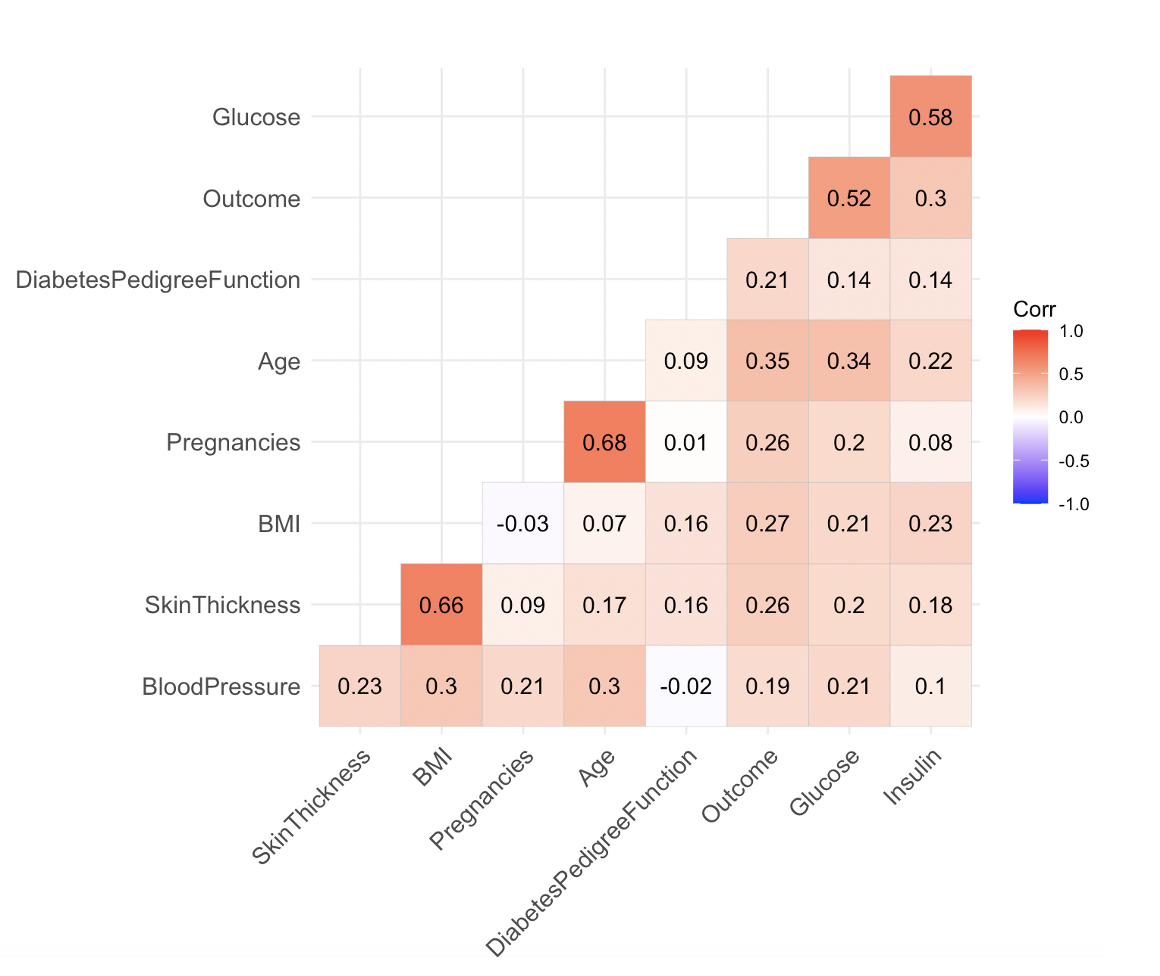 Glucose 0.58
Outcome 0.52 0.3
DiabetesPedigreeFunction 0.21 0.14 0.14
Age 0.09 0.35 0.34 0.22
Pregnancies 0.68 0.01 0.26 0.2 0.08
BMI -0.03 0.07 0.16 0.27 0.21 0.23
SkinThickness 0.66 0.09 0.17 0.16 0.26 0.2 0.18
BloodPressure 0.23 0.3 0.21 0.3 -0.02 0.19 0.21 0.1
SkinThickness
BMI
Pregnancies
Age
DiabetesPedigreeFunction
Outcome
Glucose
Insulin
Corr
1.0
0.5
0.0
-0.5
-1.0